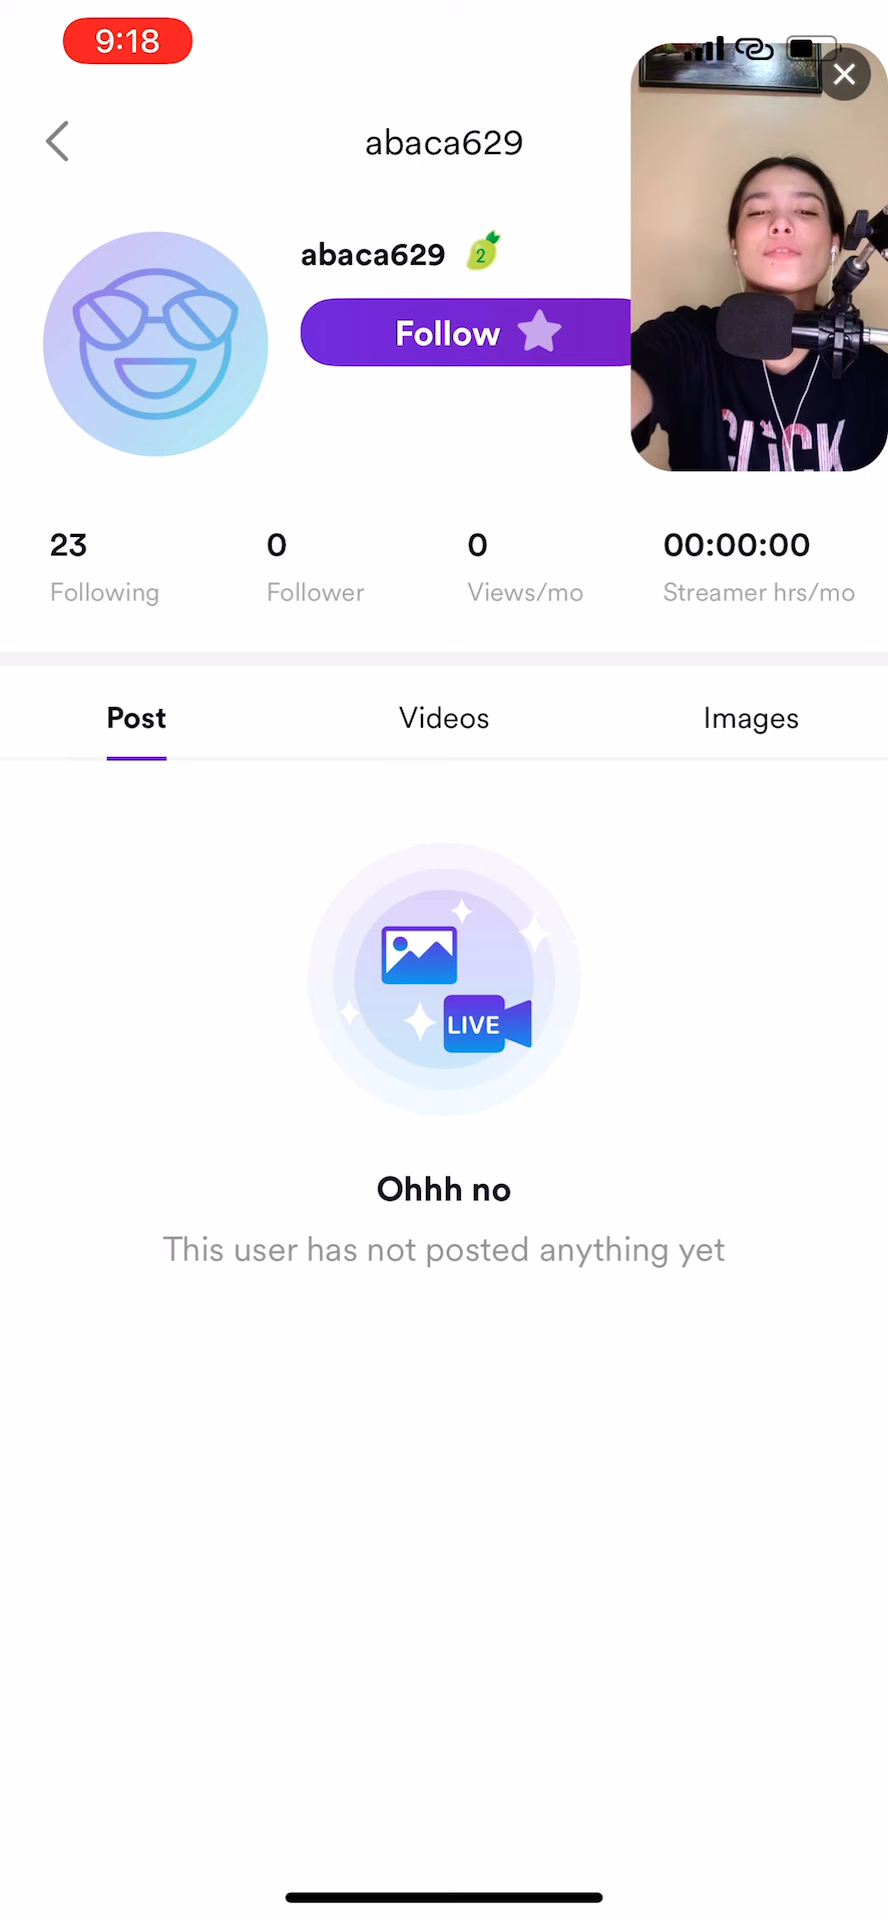 9:18
abaca629
abaca629 2
Follow
CLICK
23
Following
0
Follower
0
Views/mo
00:00:00
Streamer hrs/mo
Post Videos Images
LIVE
Ohhh no
This user has not posted anything yet